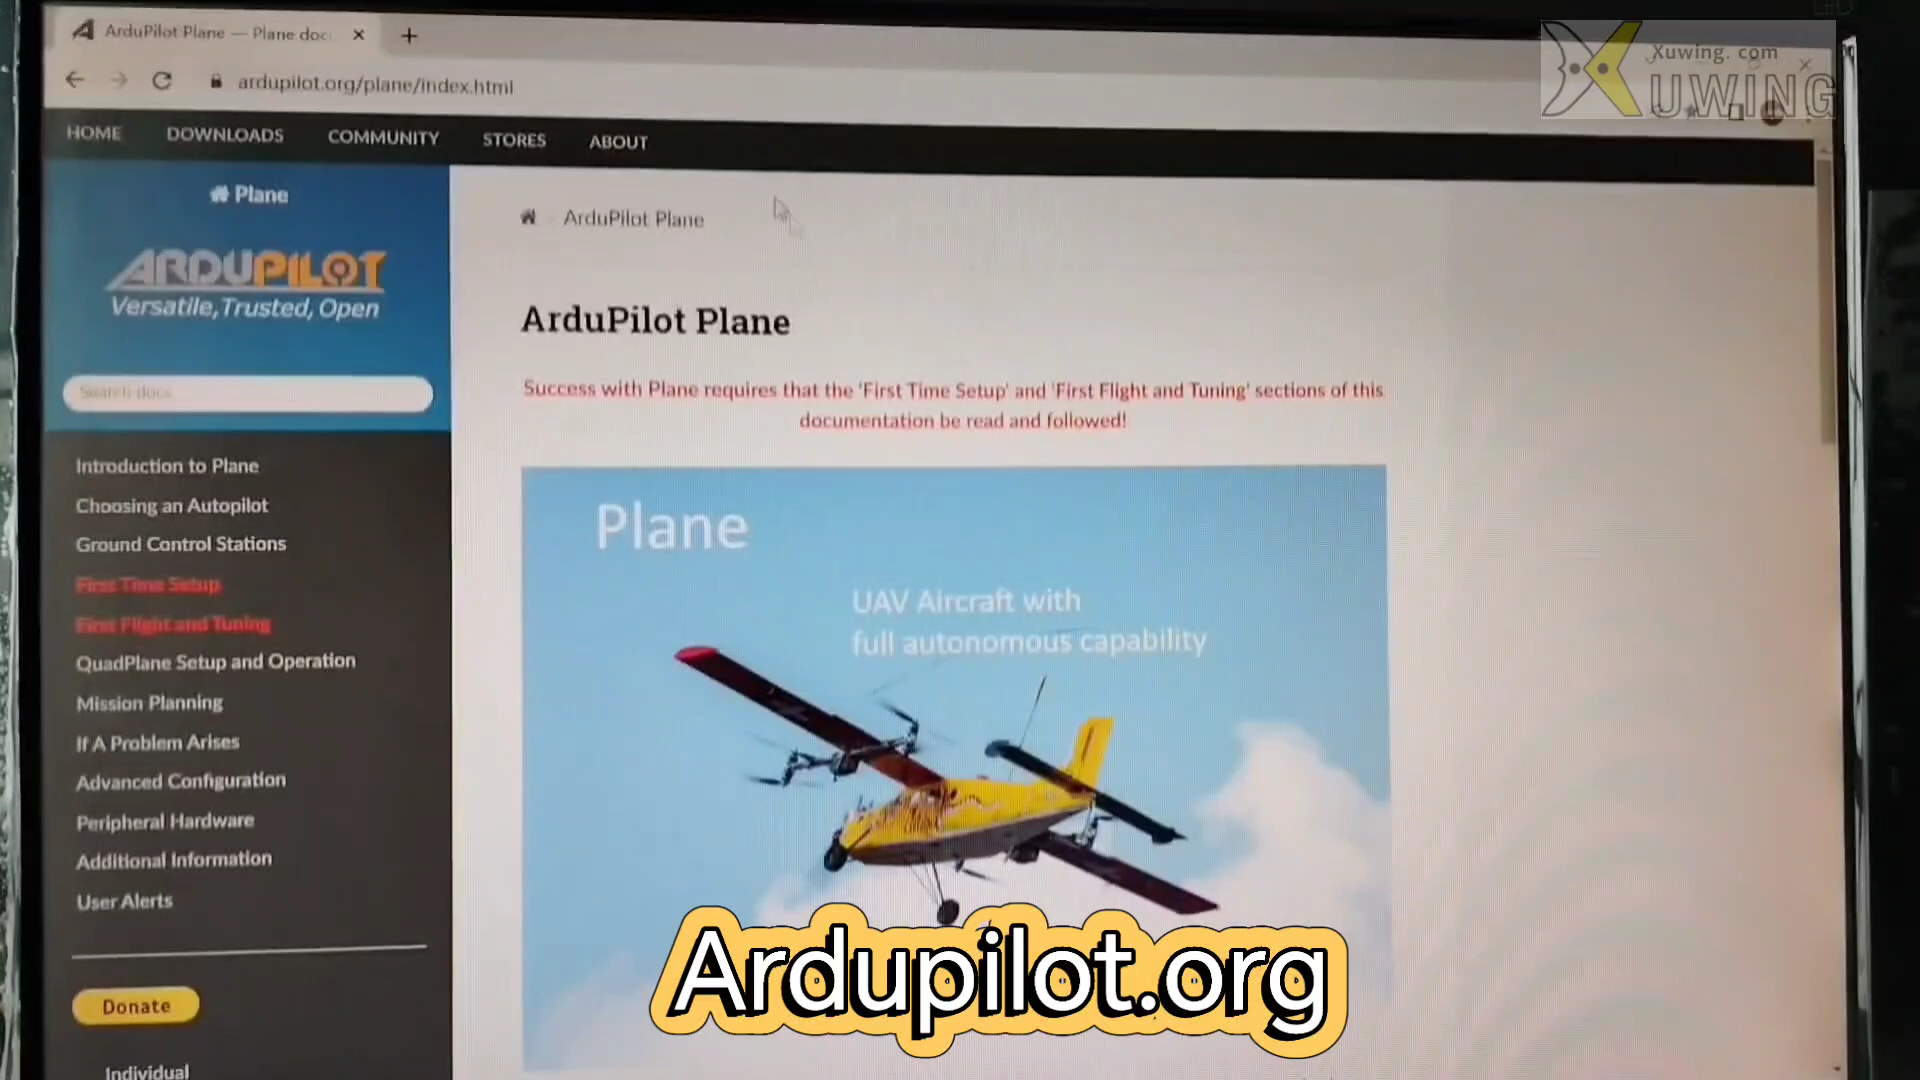 ArduPilot Plane — Plane doc
Xuwing. com
XUWING
ardupilot.org/plane/index.html
HOME DOWNLOADS COMMUNITY STORES ABOUT
Plane
ARDUPILOT
Versatile, Trusted, Open
Search docs
Introduction to Plane
Choosing an Autopilot
Ground Control Stations
First Time Setup
First Flight and Tuning
QuadPlane Setup and Operation
Mission Planning
If A Problem Arises
Advanced Configuration
Peripheral Hardware
Additional Information
User Alerts
Donate
Individual
ArduPilot Plane
ArduPilot Plane
Success with Plane requires that the 'First Time Setup' and 'First Flight and Tuning' sections of this
documentation be read and followed!
Plane
UAV Aircraft with
full autonomous capability
Ardupilot.org